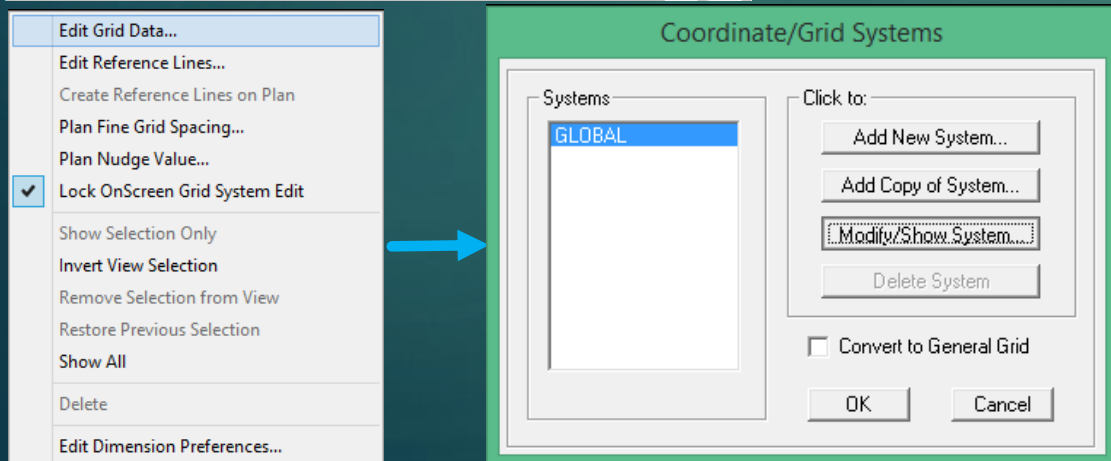 Edit Grid Data...
Edit Reference Lines...
Create Reference Lines on Plan
Plan Fine Grid Spacing...
Plan Nudge Value...
Lock OnScreen Grid System Edit
Show Selection Only
Invert View Selection
Remove Selection from View
Restore Previous Selection
Show All
Delete
Edit Dimension Preferences...
Coordinate/Grid Systems
Systems
GLOBAL
Click to:
Add New System...
Add Copy of System...
Modify/Show System...
Delete System
Convert to General Grid
OK
Cancel